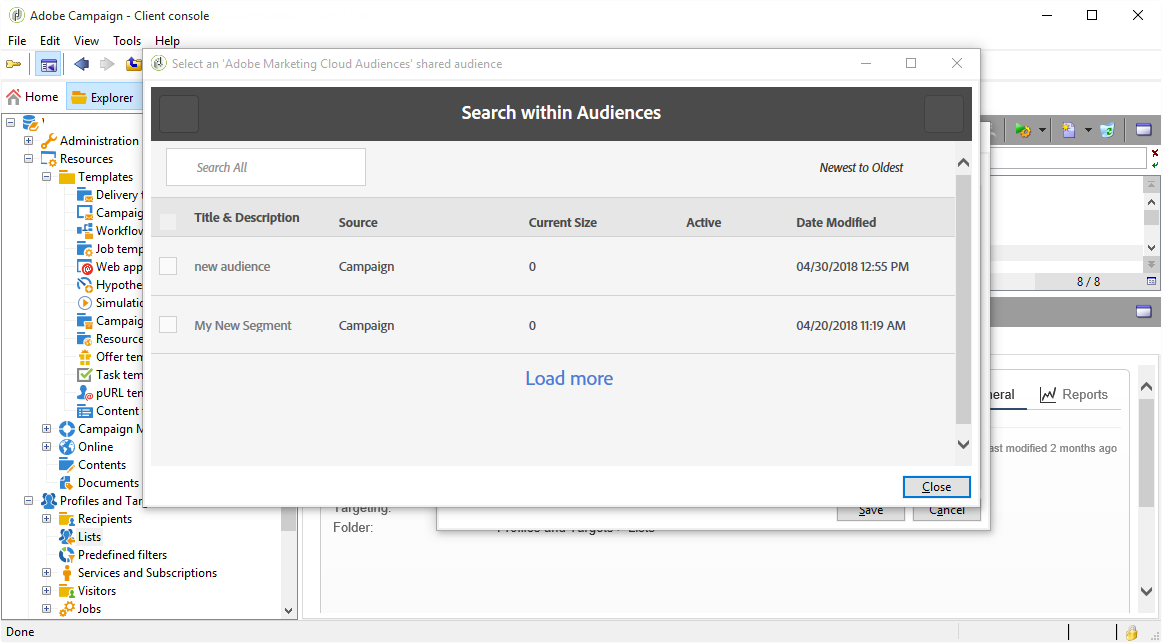 Adobe Campaign - Client console
File Edit View Tools Help
Select an 'Adobe Marketing Cloud Audiences' shared audience
Home Explorer
Search within Audiences
Search All Newest to Oldest
Title & Description Source Current Size Active Date Modified
new audience Campaign 0 04/30/2018 12:55 PM
My New Segment Campaign 0 04/20/2018 11:19 AM
Load more
Close
Save Cancel
Administration
Resources
Templates
Delivery
Campaig
Workflov
Job temp
Web app
Hypothe
Simulatio
Campaig
Resource
Offer ten
Task tem
pURL ten
Content
Campaign M
Online
Contents
Documents
Profiles and Tar
Recipients
Lists
Predefined filters
Services and Subscriptions
Visitors
Jobs
8 / 8
neral Reports
ast modified 2 months ago
Targeting:
Folder: Profiles and Targets > Lists
Done